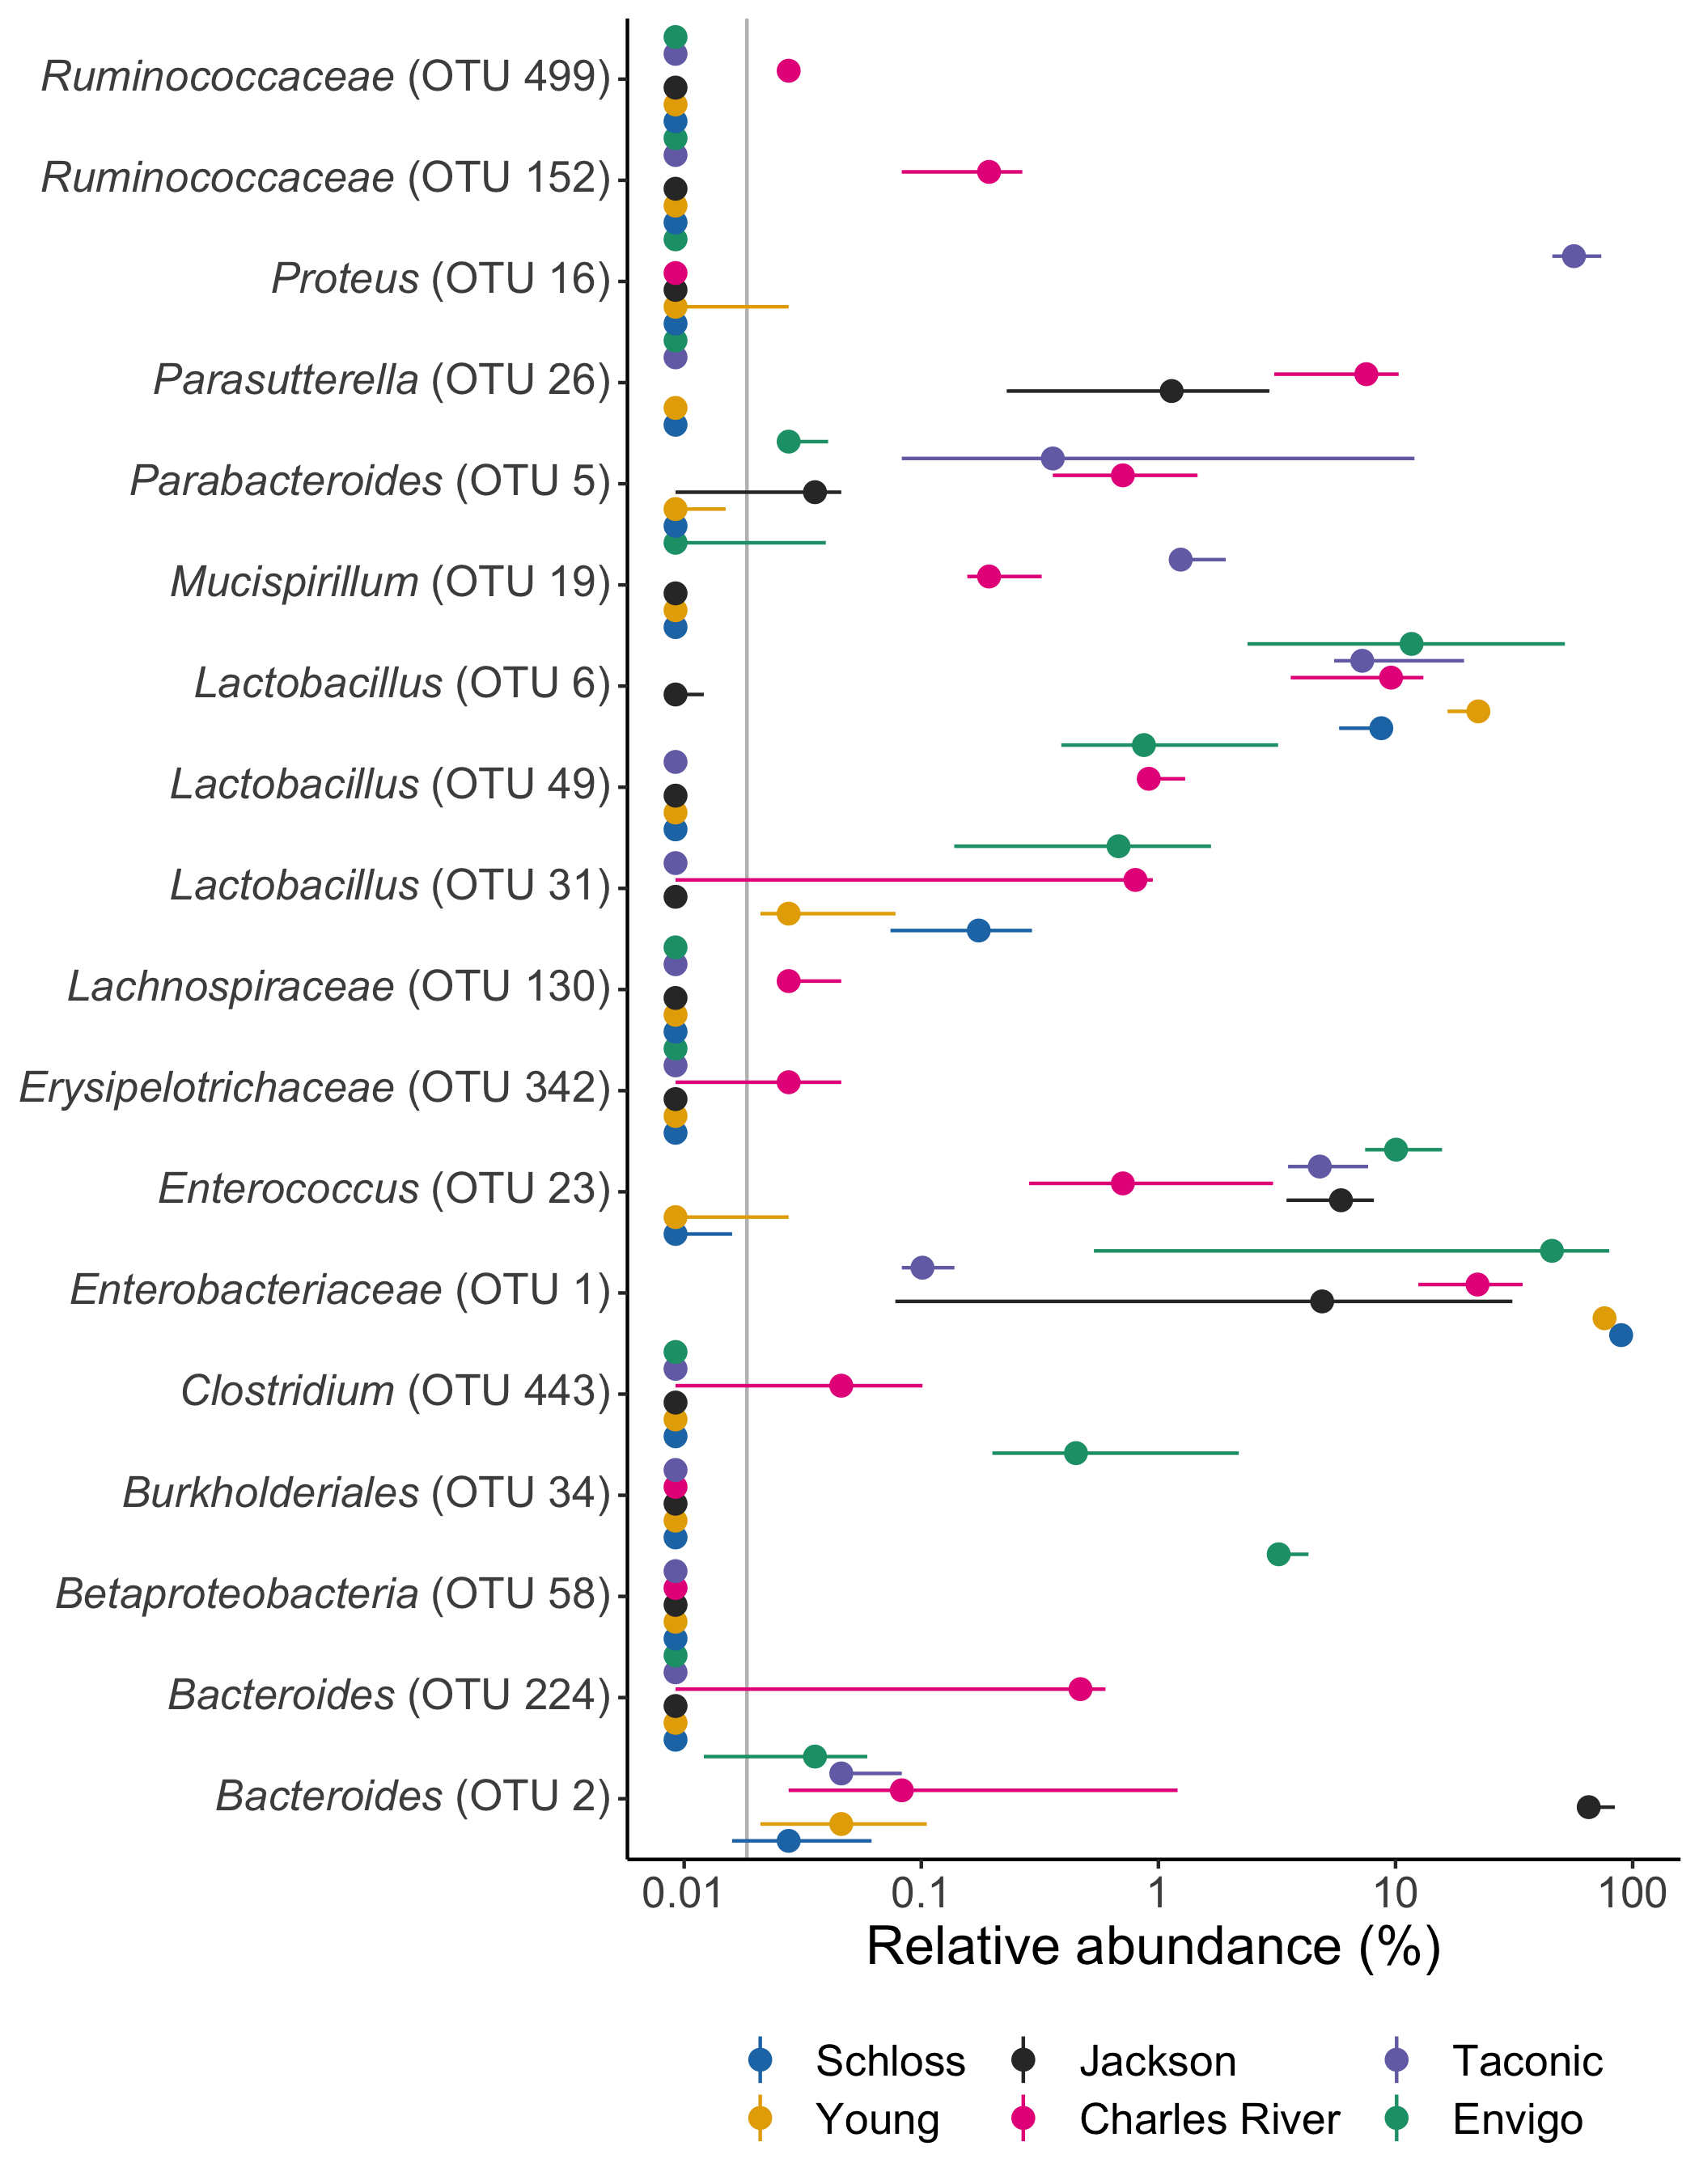 Ruminococcaceae (OTU 499)
Ruminococcaceae (OTU 152)
Proteus (OTU 16)
Parasutterella (OTU 26)
Parabacteroides (OTU 5)
Mucispirillum (OTU 19)
Lactobacillus (OTU 6)
Lactobacillus (OTU 49)
Lactobacillus (OTU 31)
Lachnospiraceae (OTU 130)
Erysipelotrichaceae (OTU 342)
Enterococcus (OTU 23)
Enterobacteriaceae (OTU 1)
Clostridium (OTU 443)
Burkholderiales (OTU 34)
Betaproteobacteria (OTU 58)
Bacteroides (OTU 224)
Bacteroides (OTU 2)
0.01 0.1 1 10 100
Relative abundance (%)
Schloss Jackson Taconic
Young Charles River Envigo